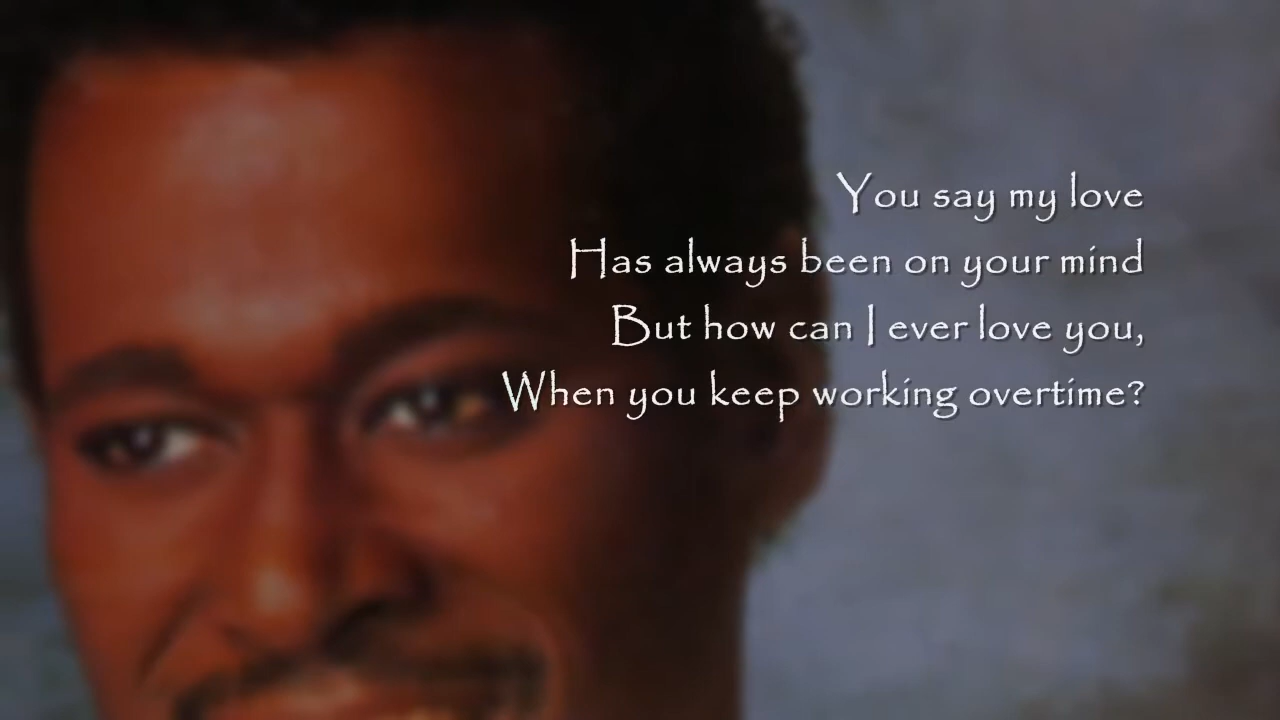 You say my love
Has always been on your mind
But how can I ever love you,
When you keep working overtime?